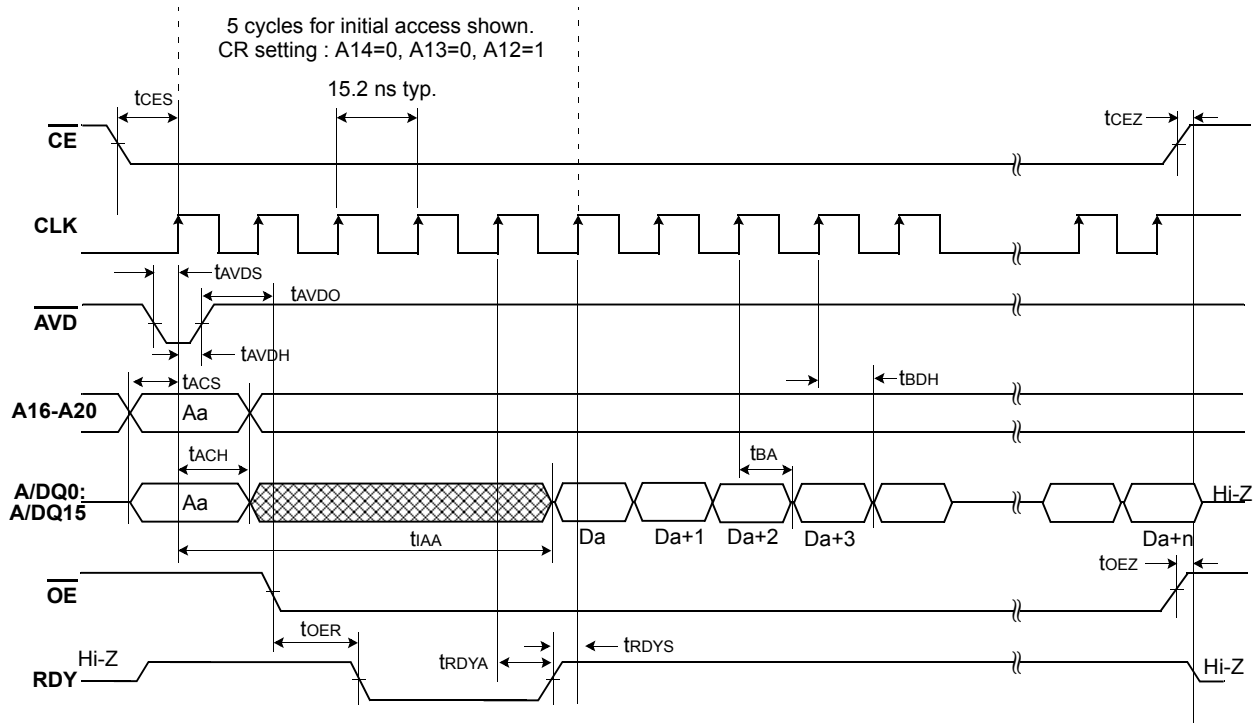 5 cycles for initial access shown.
CR setting : A14=0, A13=0, A12=1
15.2 ns typ.
tCES
tCEZ
CE
CLK
tAVDS
tAVDO
AVD
tAVDH
tACS
tBDH
A16-A20
Aa
tACH
tBA
A/DQ0:
A/DQ15
Aa
Hi-Z
tIAA
Da
Da+1
Da+2
Da+3
Da+n
tOEZ
OE
tOER
tRDYA
tRDYS
Hi-Z
RDY
Hi-Z